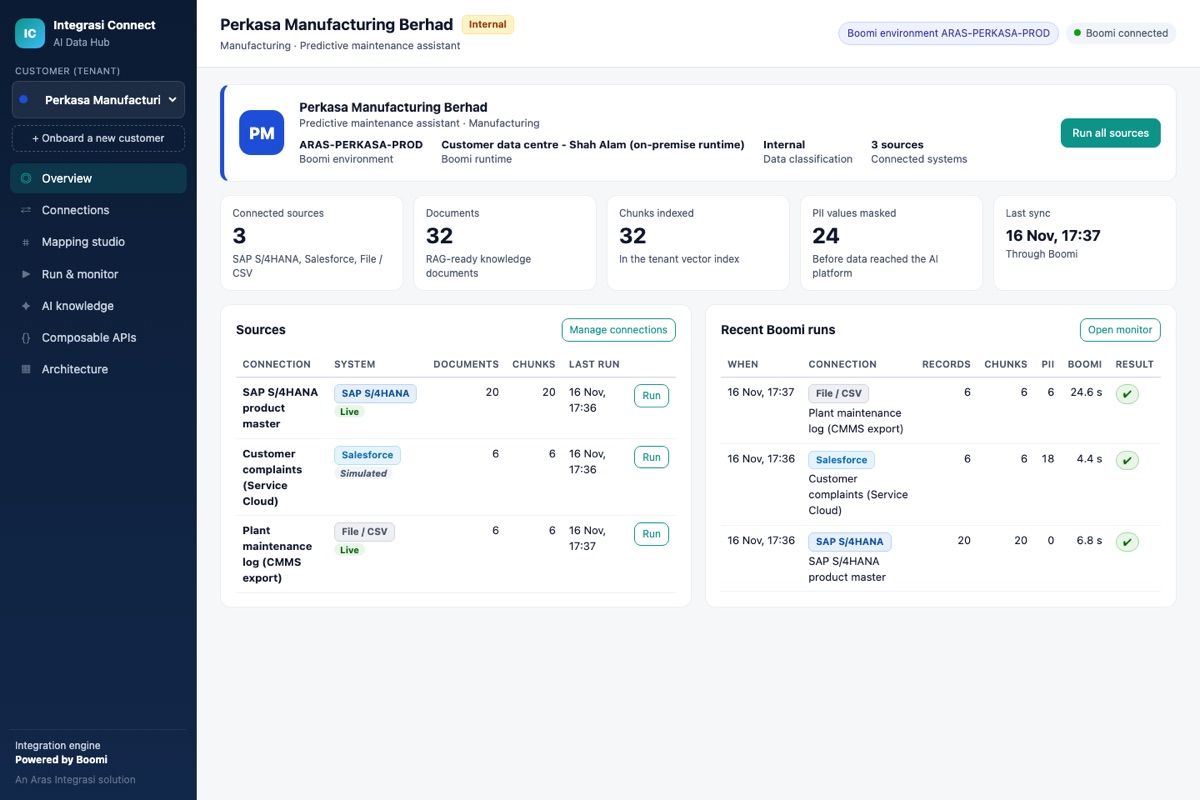 IC
Integrasi Connect
AI Data Hub
CUSTOMER (TENANT)
Perkasa Manufacturi
+ Onboard a new customer
Overview
Connections
Mapping studio
Run & monitor
AI knowledge
Composable APIs
Architecture
Integration engine
Powered by Boomi
An Aras Integrasi solution
Perkasa Manufacturing Berhad Internal
Manufacturing · Predictive maintenance assistant
Boomi environment ARAS-PERKASA-PROD
Boomi connected
PM
Perkasa Manufacturing Berhad
Predictive maintenance assistant · Manufacturing
ARAS-PERKASA-PROD Customer data centre - Shah Alam (on-premise runtime) Internal 3 sources
Boomi environment Boomi runtime Data classification Connected systems
Run all sources
Connected sources
3
SAP S/4HANA, Salesforce, File /
CSV
Documents
32
RAG-ready knowledge
documents
Chunks indexed
32
In the tenant vector index
PII values masked
24
Before data reached the AI
platform
Last sync
16 Nov, 17:37
Through Boomi
Sources
Manage connections
CONNECTION SYSTEM DOCUMENTS CHUNKS LAST RUN
SAP S/4HANA SAP S/4HANA 20 20 16 Nov, Run
product Live 17:36
master
Customer Salesforce 6 6 16 Nov, Run
complaints Simulated 17:36
(Service
Cloud)
Plant File / CSV 6 6 16 Nov, Run
maintenance Live 17:37
log (CMMS
export)
Recent Boomi runs
Open monitor
WHEN CONNECTION RECORDS CHUNKS PII BOOMI RESULT
16 Nov, 17:37 File / CSV 6 6 6 24.6 s ✔
Plant maintenance
log (CMMS export)
16 Nov, 17:36 Salesforce 6 6 18 4.4 s ✔
Customer
complaints (Service
Cloud)
16 Nov, 17:36 SAP S/4HANA 20 20 0 6.8 s ✔
SAP S/4HANA
product master